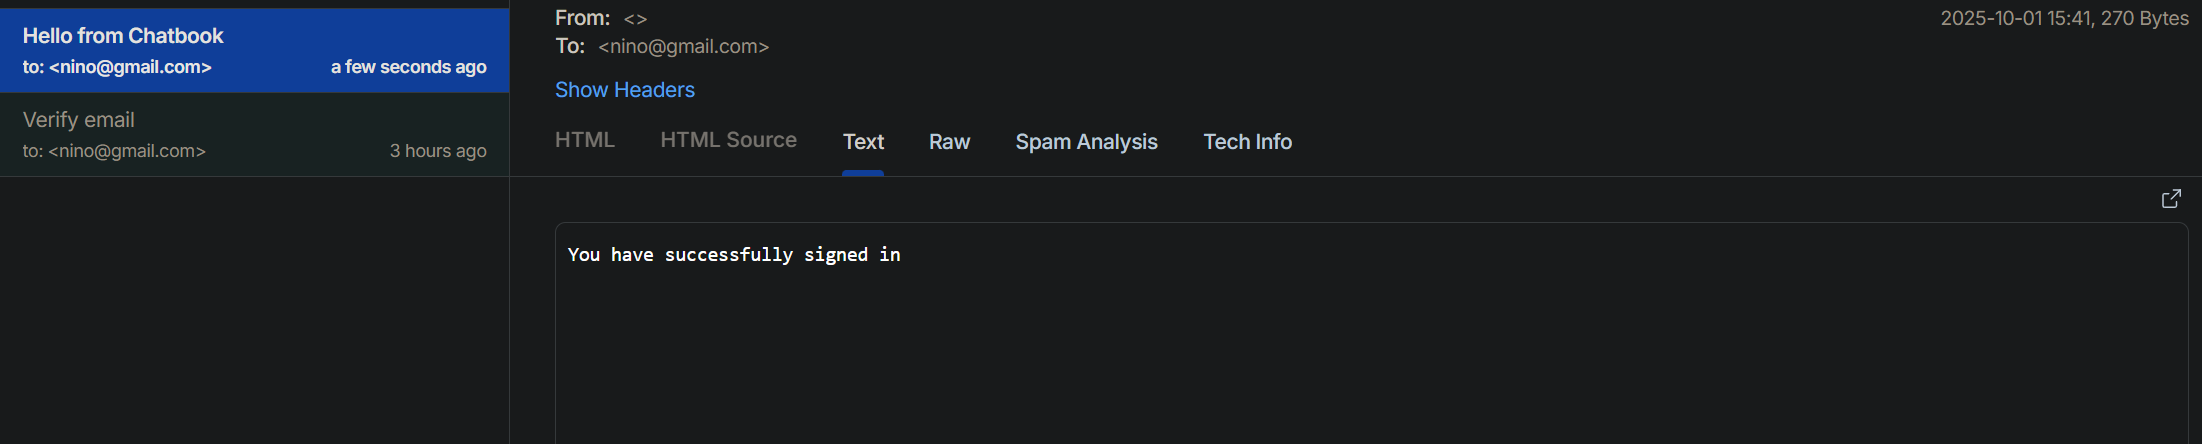 Hello from Chatbook
to: <nino@gmail.com> a few seconds ago
Verify email
to: <nino@gmail.com> 3 hours ago
From: <>
2025-10-01 15:41, 270 Bytes
To: <nino@gmail.com>
Show Headers
HTML HTML Source Text Raw Spam Analysis Tech Info
You have successfully signed in